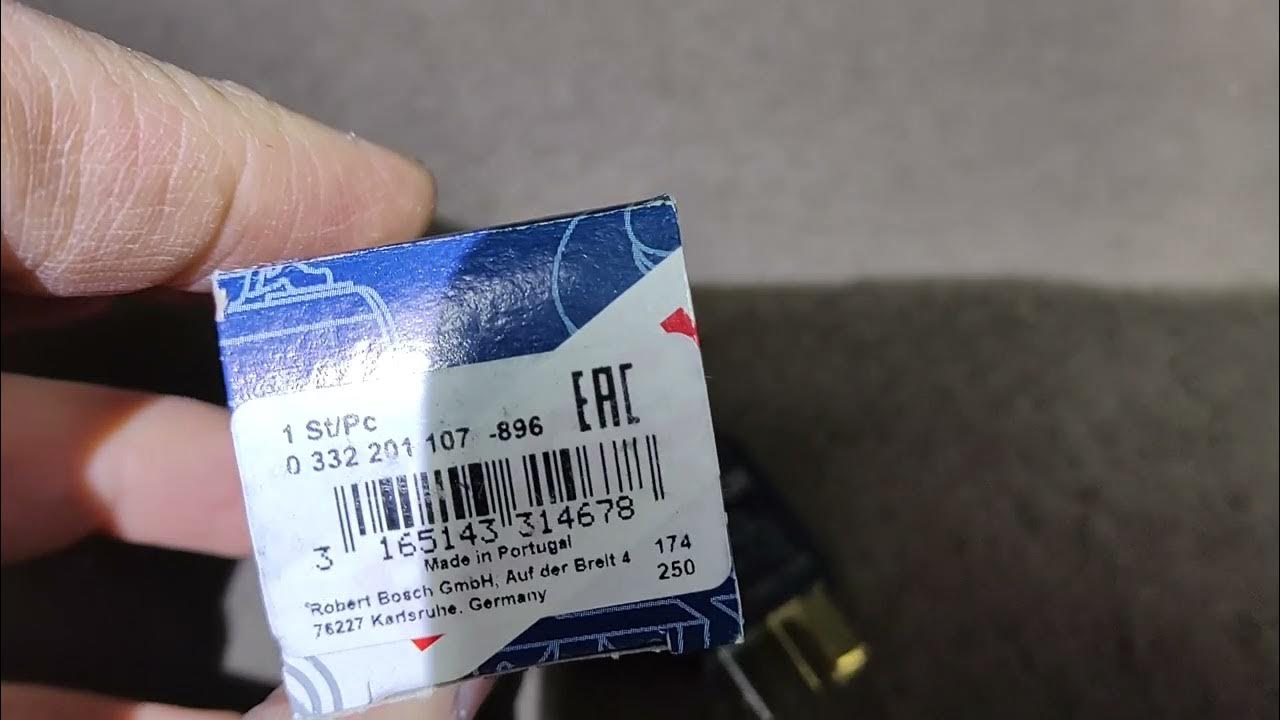 1 St/Pc
0 332 201 107 -896
EAC
3 165143 314678
Made in Portugal
Robert Bosch GmbH, Auf der Breit 4
76227 Karlsruhe. Germany
174
250